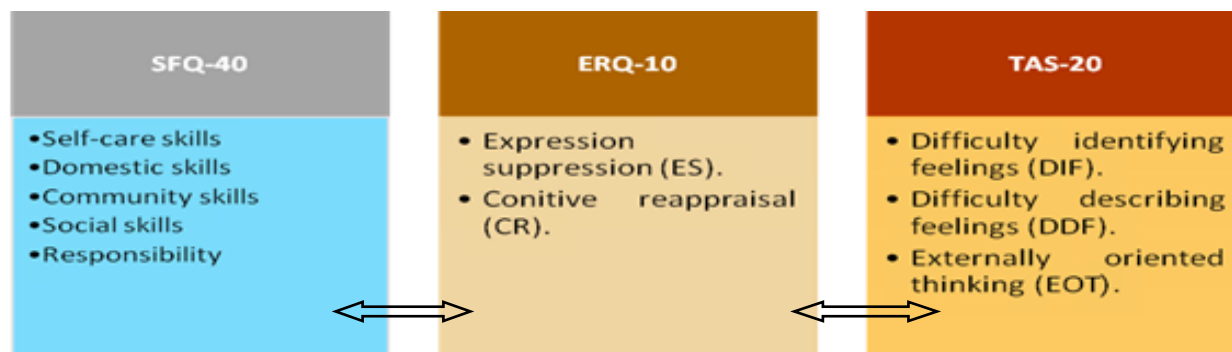 SFQ-40
•Self-care skills
•Domestic skills
•Community skills
•Social skills
•Responsibility
ERQ-10
• Expression
suppression (ES).
• Conitive reappraisal
(CR).
TAS-20
• Difficulty identifying
feelings (DIF).
• Difficulty describing
feelings (DDF).
• Externally oriented
thinking (EOT).